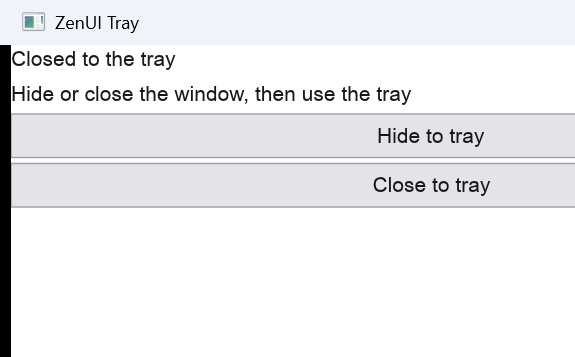 ZenUI Tray
Closed to the tray
Hide or close the window, then use the tray
Hide to tray
Close to tray